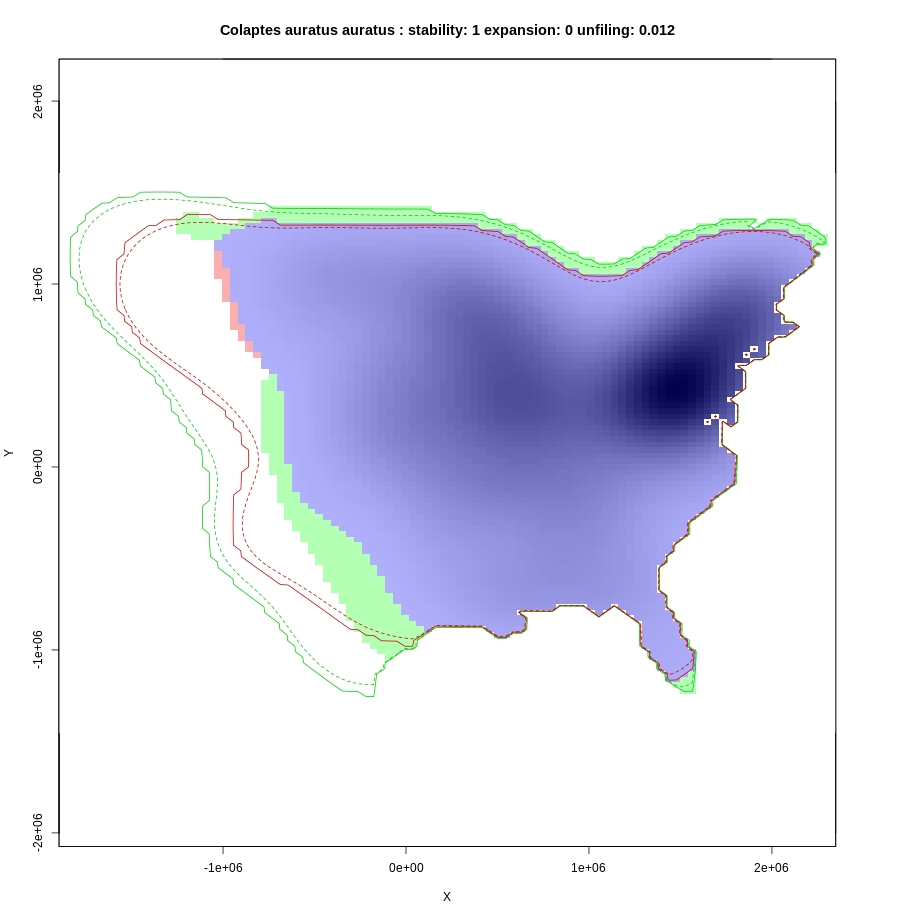 Colaptes auratus auratus : stability: 1 expansion: 0 unfiling: 0.012
2e+06
1e+06
0e+00
-1e+06
-2e+06
Y
-1e+06 0e+00 1e+06 2e+06
X